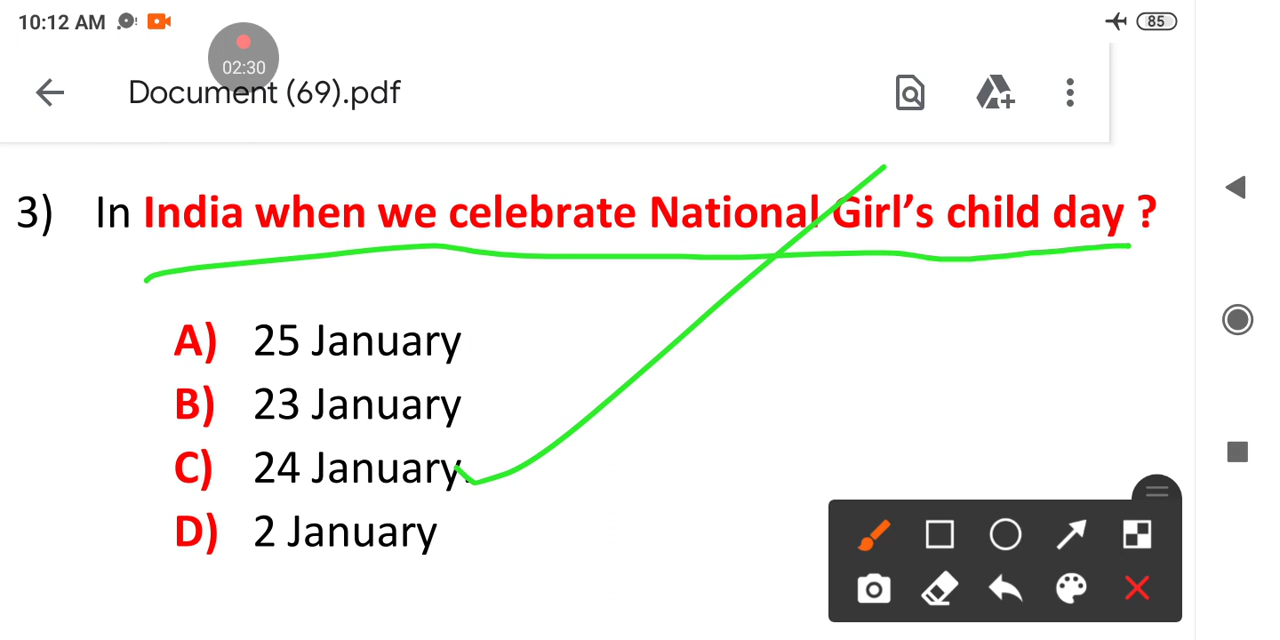 10:12 AM
85
02:30
Document (69).pdf
3) In India when we celebrate National Girl’s child day ?
A) 25 January
B) 23 January
C) 24 January.
D) 2 January